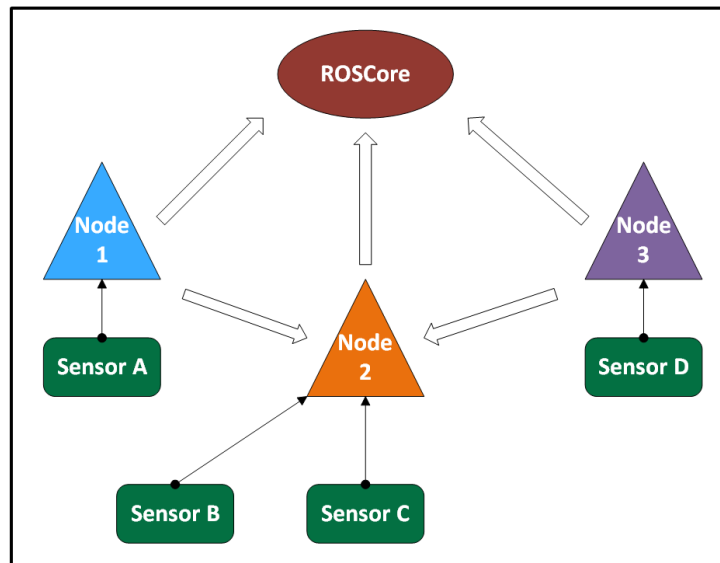 ROSCore
Node
1
Node
3
Node
2
Sensor A
Sensor D
Sensor B
Sensor C